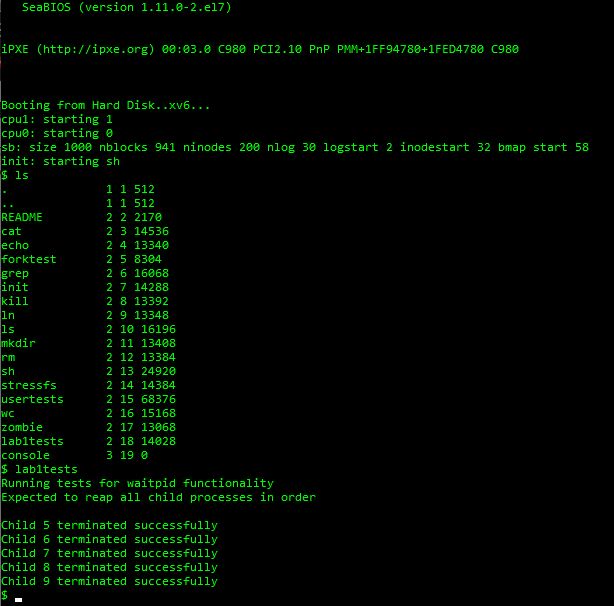 SeaBIOS (version 1.11.0-2.el7)
iPXE (http://ipxe.org) 00:03.0 C980 PCI2.10 PnP PMM+1FF94780+1FED4780 C980
Booting from Hard Disk..xv6...
cpu1: starting 1
cpu0: starting 0
sb: size 1000 nblocks 941 ninodes 200 nlog 30 logstart 2 inodestart 32 bmap start 58
init: starting sh
$ ls
.              1 1 512
..             1 1 512
README         2 2 2170
cat            2 3 14536
echo           2 4 13340
forktest       2 5 8304
grep           2 6 16068
init           2 7 14288
kill           2 8 13392
ln             2 9 13348
ls             2 10 16196
mkdir          2 11 13408
rm             2 12 13384
sh             2 13 24920
stressfs       2 14 14384
usertests      2 15 68376
wc             2 16 15168
zombie         2 17 13068
lab1tests      2 18 14028
console        3 19 0
$ lab1tests
Running tests for waitpid functionality
Expected to reap all child processes in order
Child 5 terminated successfully
Child 6 terminated successfully
Child 7 terminated successfully
Child 8 terminated successfully
Child 9 terminated successfully
$